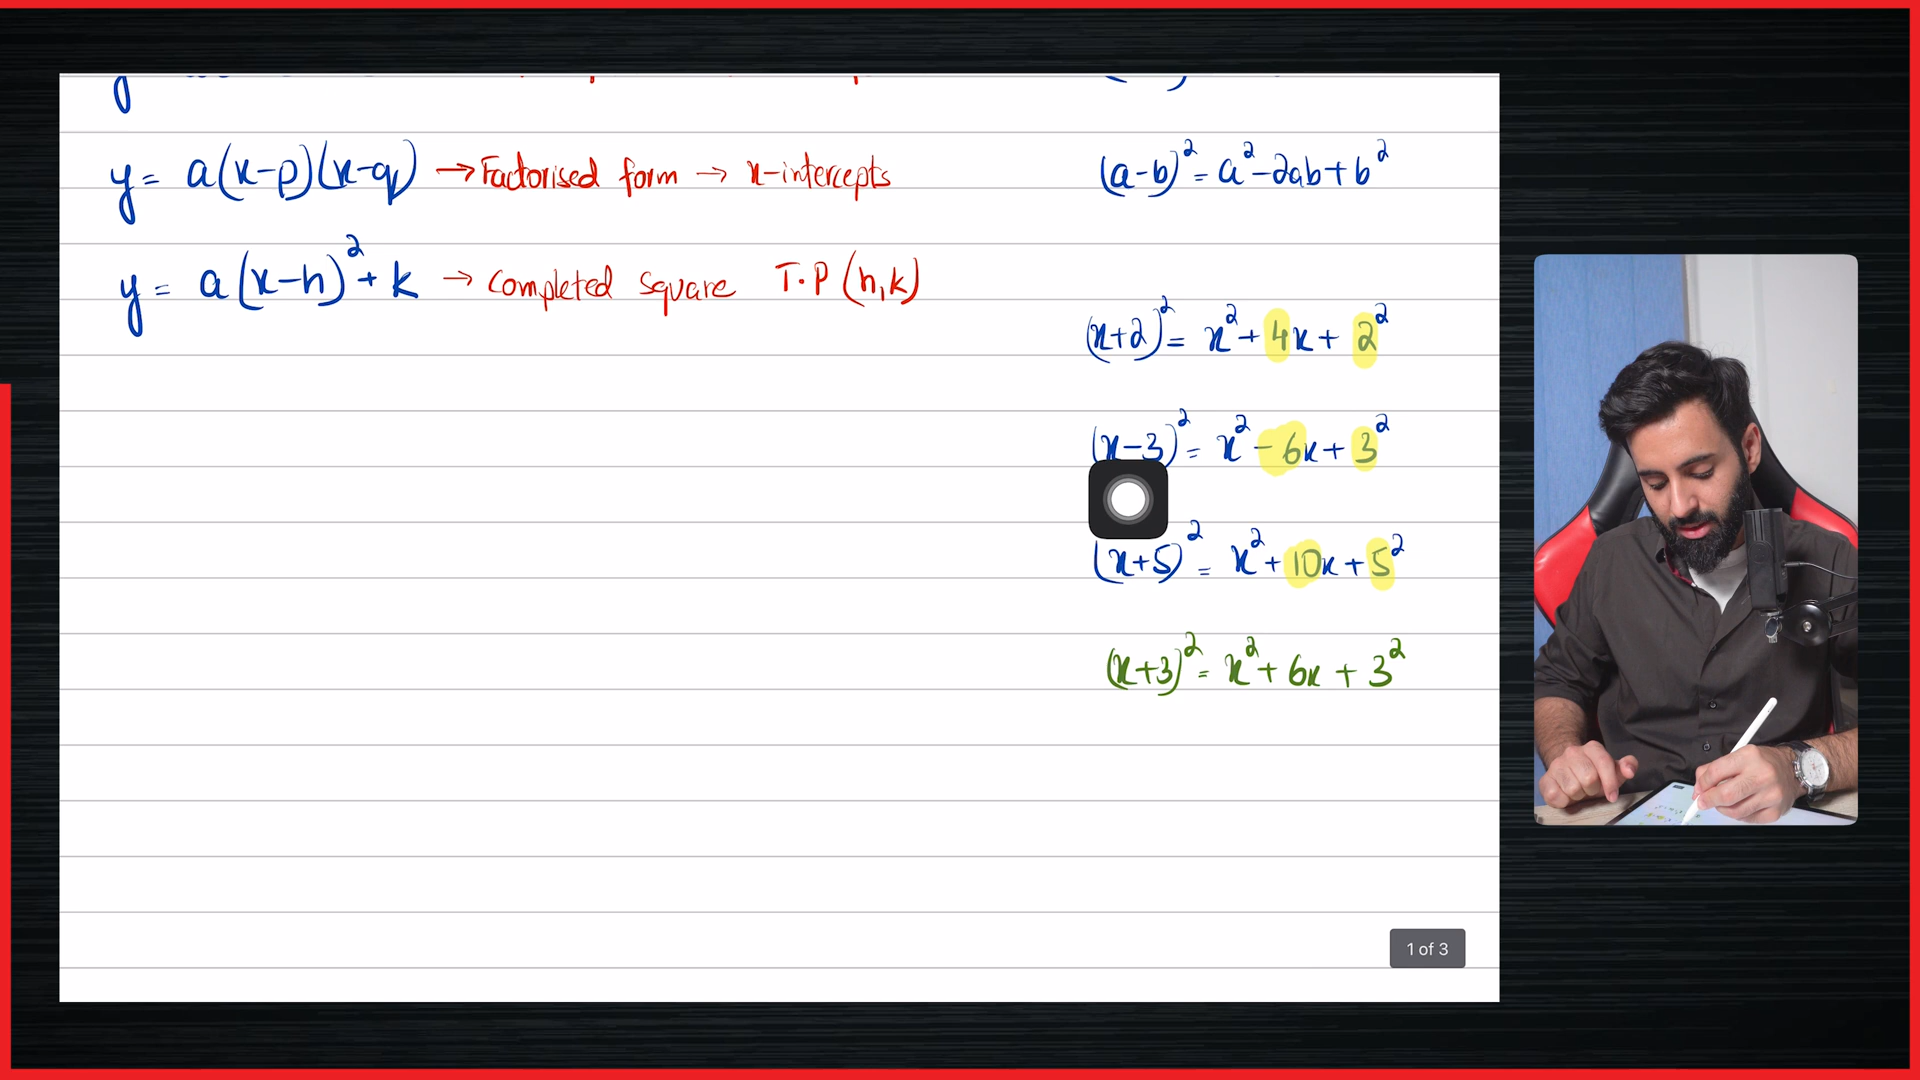 y = a(x-p)(x-q) → Factorised form → x-intercepts
(a-b)² = a² - 2ab + b²
y = a(x-h)² + k → Completed square T.P (h,k)
(x+2)² = x² + 4x + 2²
(x-3)² = x² - 6x + 3²
(x+5)² = x² + 10x + 5²
(x+3)² = x² + 6x + 3²
1 of 3